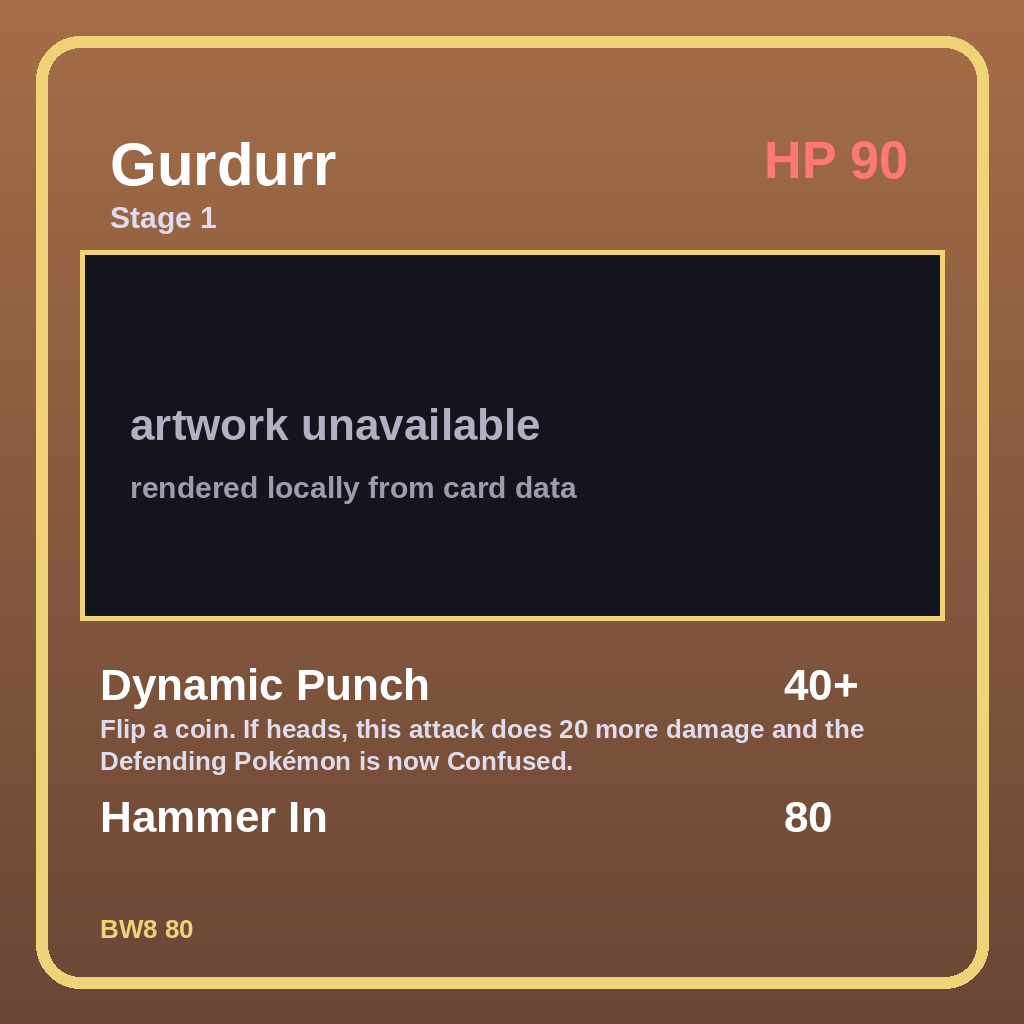 Gurdurr
HP 90
Stage 1
artwork unavailable
rendered locally from card data
Dynamic Punch
40+
Flip a coin. If heads, this attack does 20 more damage and the
Defending Pokémon is now Confused.
Hammer In
80
BW8 80